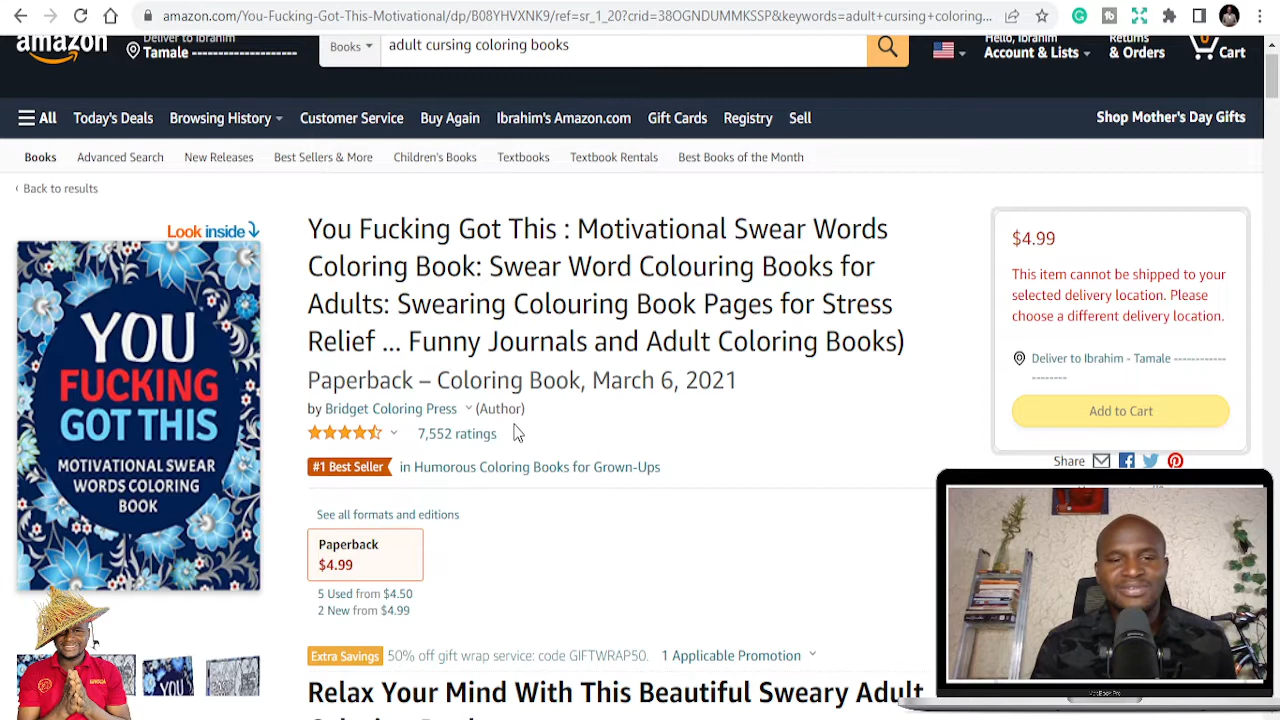 amazon.com/You-Fucking-Got-This-Motivational/dp/B08YHVXNK9/ref=sr_1_20?crid=38OGNDUMMKSSP&keywords=adult+cursing+coloring...
amazon
Deliver to Ibrahim
Tamale --------------------
Books
adult cursing coloring books
Hello, Ibrahim
Account & Lists
Returns
& Orders
0
Cart
All
Today's Deals
Browsing History
Customer Service
Buy Again
Ibrahim's Amazon.com
Gift Cards
Registry
Sell
Shop Mother's Day Gifts
Books
Advanced Search
New Releases
Best Sellers & More
Children's Books
Textbooks
Textbook Rentals
Best Books of the Month
‹ Back to results
Look inside
YOU
FUCKING
GOT THIS
MOTIVATIONAL SWEAR
WORDS COLORING
BOOK
You Fucking Got This : Motivational Swear Words
Coloring Book: Swear Word Colouring Books for
Adults: Swearing Colouring Book Pages for Stress
Relief ... Funny Journals and Adult Coloring Books)
Paperback – Coloring Book, March 6, 2021
by Bridget Coloring Press (Author)
7,552 ratings
#1 Best Seller in Humorous Coloring Books for Grown-Ups
See all formats and editions
Paperback
$4.99
5 Used from $4.50
2 New from $4.99
Extra Savings 50% off gift wrap service: code GIFTWRAP50. 1 Applicable Promotion
Relax Your Mind With This Beautiful Sweary Adult
$4.99
This item cannot be shipped to your
selected delivery location. Please
choose a different delivery location.
Deliver to Ibrahim - Tamale ------------
--------
Add to Cart
Share
MacBook Pro
YOU